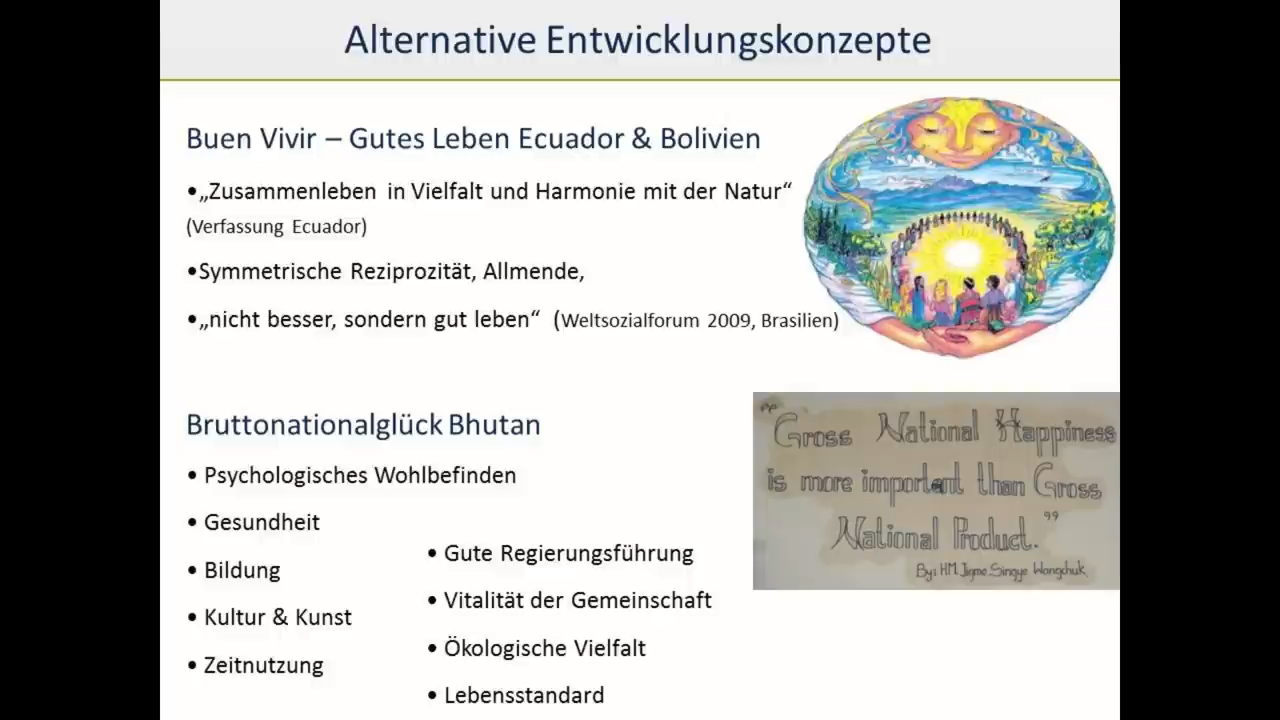 Alternative Entwicklungskonzepte
Buen Vivir – Gutes Leben Ecuador & Bolivien
•„Zusammenleben in Vielfalt und Harmonie mit der Natur“
(Verfassung Ecuador)
•Symmetrische Reziprozität, Allmende,
•„nicht besser, sondern gut leben“ (Weltsozialforum 2009, Brasilien)
Bruttonationalglück Bhutan
• Psychologisches Wohlbefinden
• Gesundheit
• Bildung
• Kultur & Kunst
• Zeitnutzung
• Gute Regierungsführung
• Vitalität der Gemeinschaft
• Ökologische Vielfalt
• Lebensstandard
“Gross National Happiness
is more important than Gross
National Product.”
By: HM Jigme Singye Wangchuk